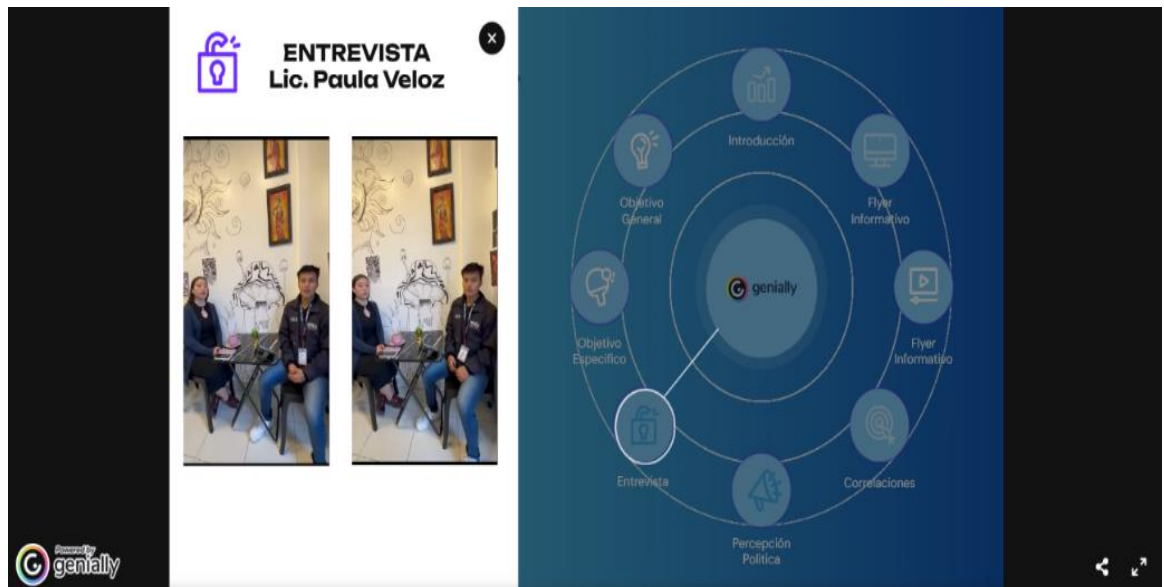 ENTREVISTA
Lic. Paula Veloz
Introducción
Objetivo
General
Flyer
Informativo
genially
Objetivo
Específico
Flyer
Informativo
Entrevista
Correlaciones
Percepción
Politica
Powered by
genially